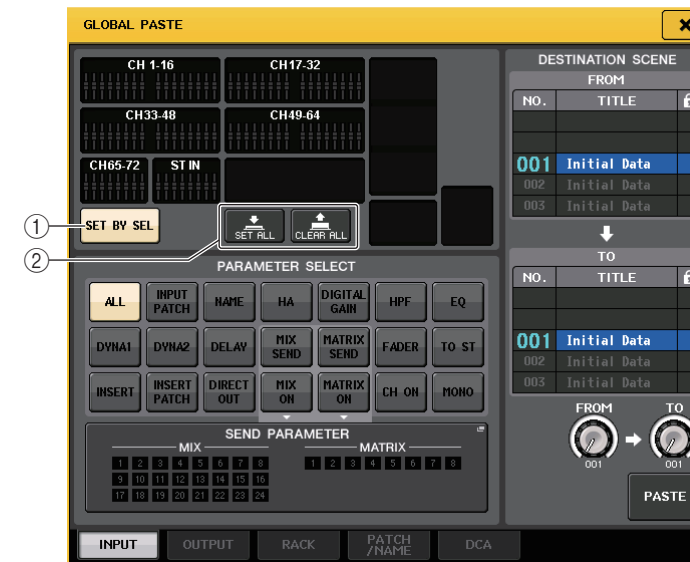 GLOBAL PASTE
CH 1-16
CH17-32
CH33-48
CH49-64
CH65-72
ST IN
1
SET BY SEL
2
SET ALL
CLEAR ALL
PARAMETER SELECT
ALL
INPUT
PATCH
NAME
HA
DIGITAL
GAIN
HPF
EQ
DYNA1
DYNA2
DELAY
MIX
SEND
MATRIX
SEND
FADER
TO ST
INSERT
INSERT
PATCH
DIRECT
OUT
MIX
ON
MATRIX
ON
CH ON
MONO
SEND PARAMETER
MIX
MATRIX
1 2 3 4 5 6 7 8
9 10 11 12 13 14 15 16
17 18 19 20 21 22 23 24
1 2 3 4 5 6 7 8
DESTINATION SCENE
FROM
NO. TITLE
001 Initial Data
002 Initial Data
003 Initial Data
TO
NO. TITLE
001 Initial Data
002 Initial Data
003 Initial Data
FROM
TO
001
001
PASTE
INPUT
OUTPUT
RACK
PATCH
/NAME
DCA